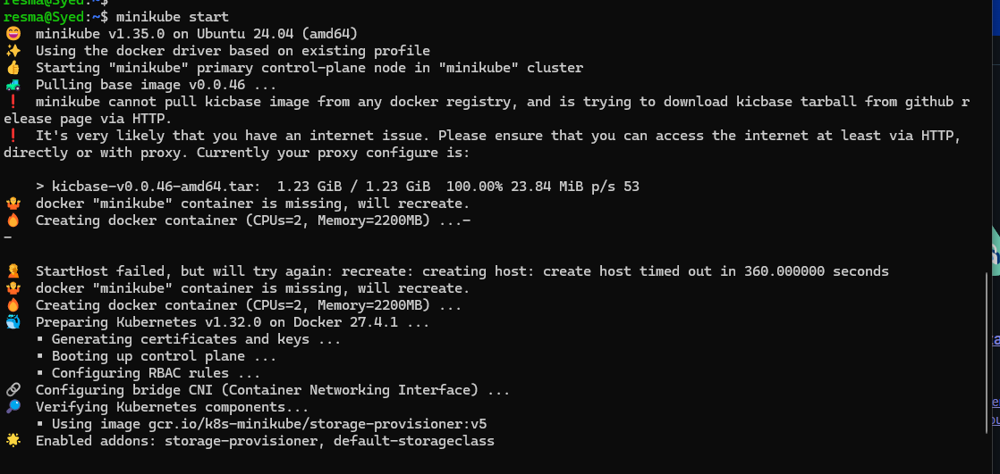 resma@Syed:~$
resma@Syed:~$ minikube start
😄  minikube v1.35.0 on Ubuntu 24.04 (amd64)
✨  Using the docker driver based on existing profile
👍  Starting "minikube" primary control-plane node in "minikube" cluster
🚜  Pulling base image v0.0.46 ...
❗  minikube cannot pull kicbase image from any docker registry, and is trying to download kicbase tarball from github r
elease page via HTTP.
❗  It's very likely that you have an internet issue. Please ensure that you can access the internet at least via HTTP,
directly or with proxy. Currently your proxy configure is:
> kicbase-v0.0.46-amd64.tar:  1.23 GiB / 1.23 GiB  100.00% 23.84 MiB p/s 53
🤷  docker "minikube" container is missing, will recreate.
🔥  Creating docker container (CPUs=2, Memory=2200MB) ...-
-
🤦  StartHost failed, but will try again: recreate: creating host: create host timed out in 360.000000 seconds
🤷  docker "minikube" container is missing, will recreate.
🔥  Creating docker container (CPUs=2, Memory=2200MB) ...
🐳  Preparing Kubernetes v1.32.0 on Docker 27.4.1 ...
▪ Generating certificates and keys ...
▪ Booting up control plane ...
▪ Configuring RBAC rules ...
🔗  Configuring bridge CNI (Container Networking Interface) ...
🔎  Verifying Kubernetes components...
▪ Using image gcr.io/k8s-minikube/storage-provisioner:v5
🌟  Enabled addons: storage-provisioner, default-storageclass